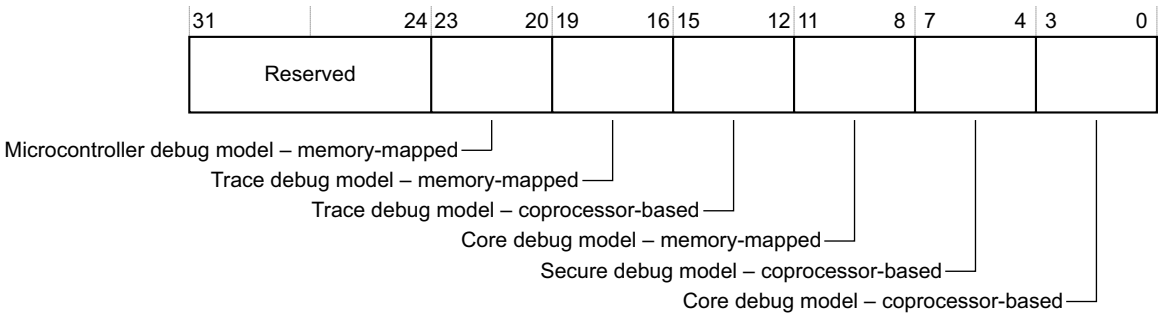 31 24 23 20 19 16 15 12 11 8 7 4 3 0
Reserved
Microcontroller debug model – memory-mapped
Trace debug model – memory-mapped
Trace debug model – coprocessor-based
Core debug model – memory-mapped
Secure debug model – coprocessor-based
Core debug model – coprocessor-based